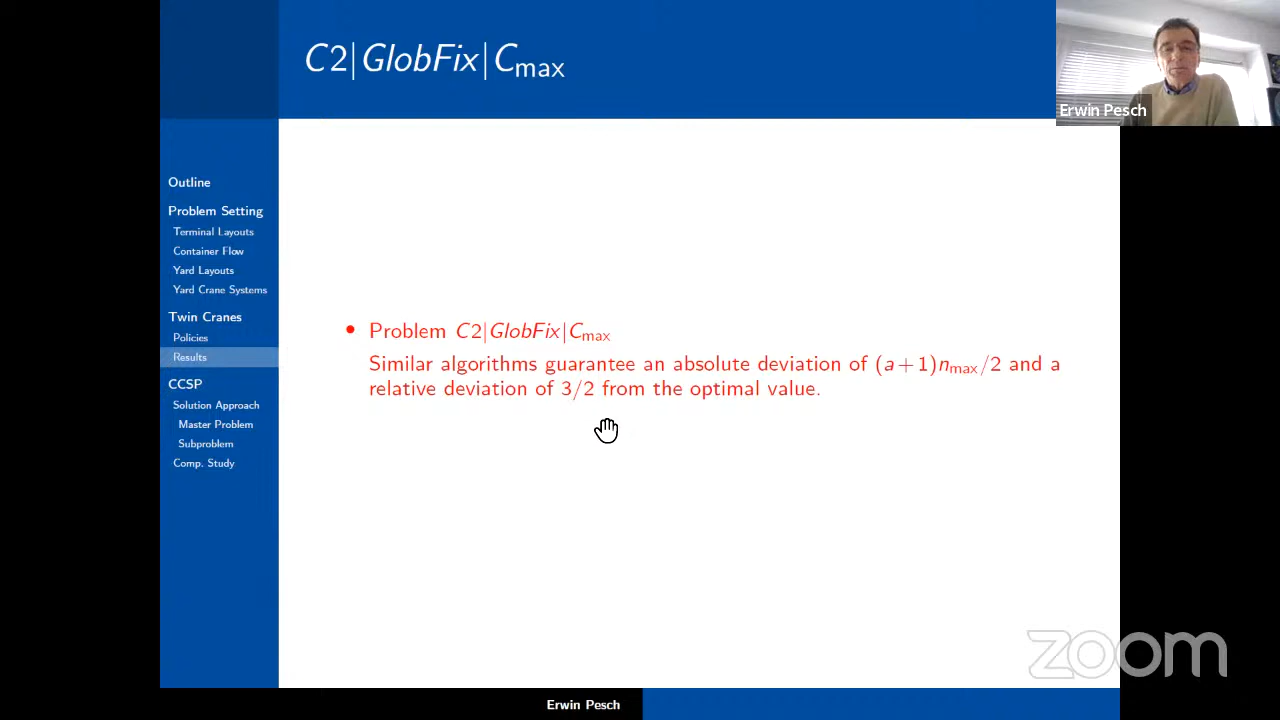 C2|GlobFix|Cmax
Erwin Pesch
Outline
Problem Setting
Terminal Layouts
Container Flow
Yard Layouts
Yard Crane Systems
Twin Cranes
Policies
Results
CCSP
Solution Approach
Master Problem
Subproblem
Comp. Study
• Problem C2|GlobFix|Cmax
Similar algorithms guarantee an absolute deviation of (a+1)nmax/2 and a
relative deviation of 3/2 from the optimal value.
zoom
Erwin Pesch